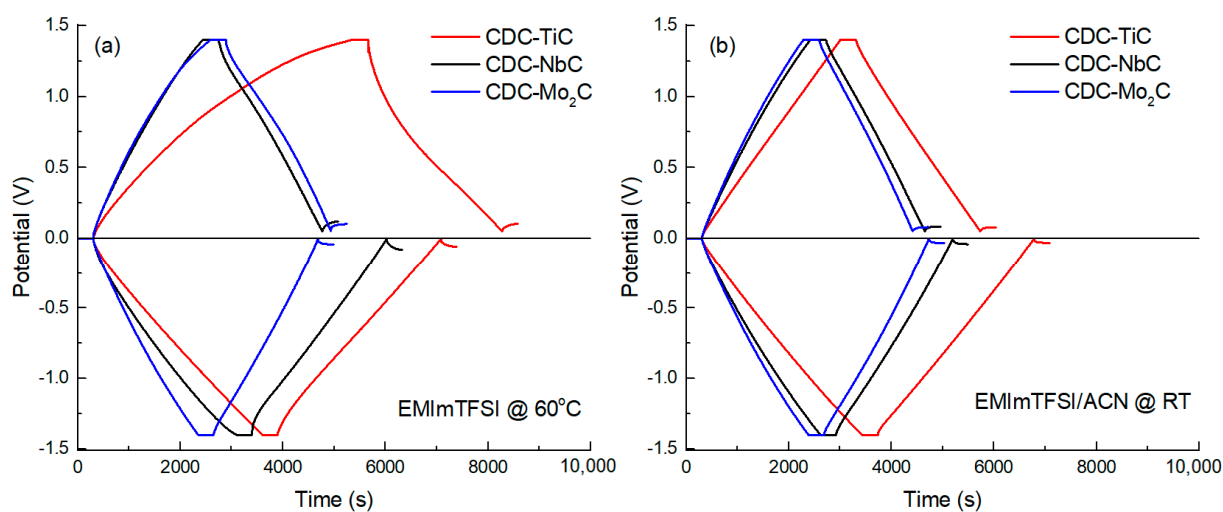 (a)
CDC-TiC
CDC-NbC
CDC-Mo₂C
1.5
1.0
0.5
0.0
-0.5
-1.0
-1.5
Potential (V)
EMImTFSI @ 60°C
0
2000
4000
6000
8000
10,000
Time (s)
(b)
CDC-TiC
CDC-NbC
CDC-Mo₂C
1.5
1.0
0.5
0.0
-0.5
-1.0
-1.5
Potential (V)
EMImTFSI/ACN @ RT
0
2000
4000
6000
8000
10,000
Time (s)